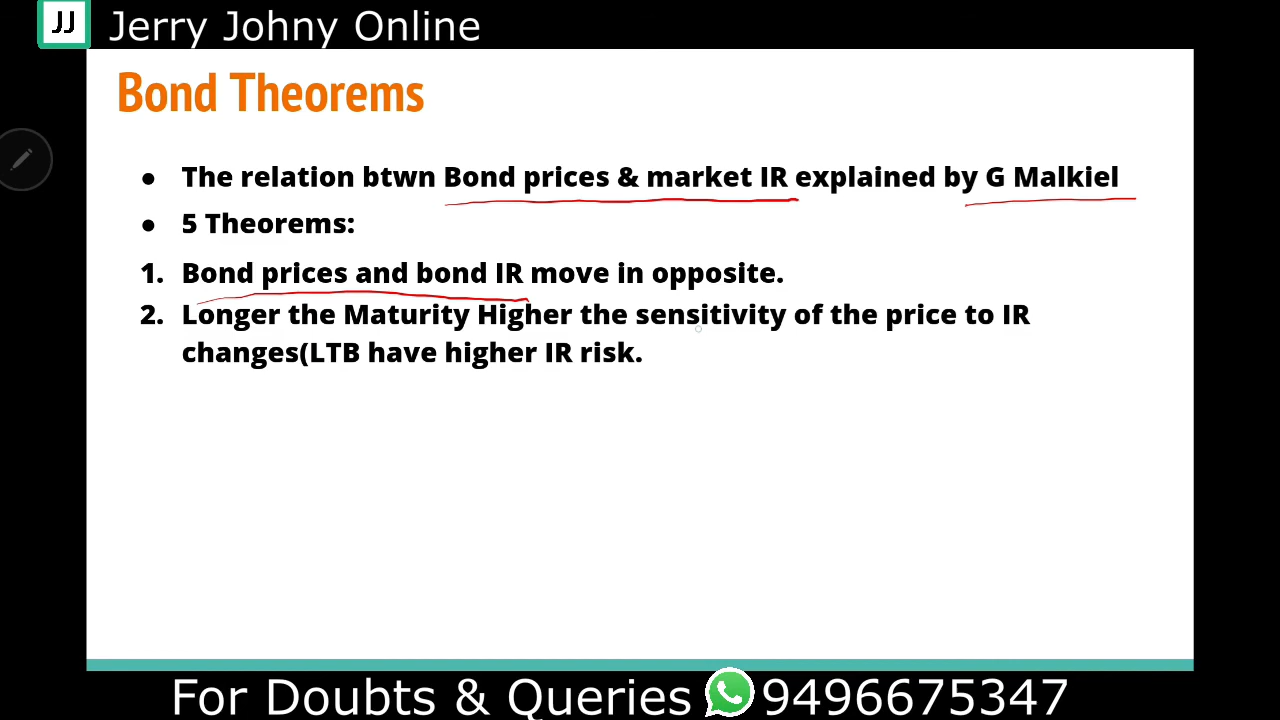 JJ Jerry Johny Online
Bond Theorems
● The relation btwn Bond prices & market IR explained by G Malkiel
● 5 Theorems:
1. Bond prices and bond IR move in opposite.
2. Longer the Maturity Higher the sensitivity of the price to IR
changes(LTB have higher IR risk.
For Doubts & Queries 9496675347